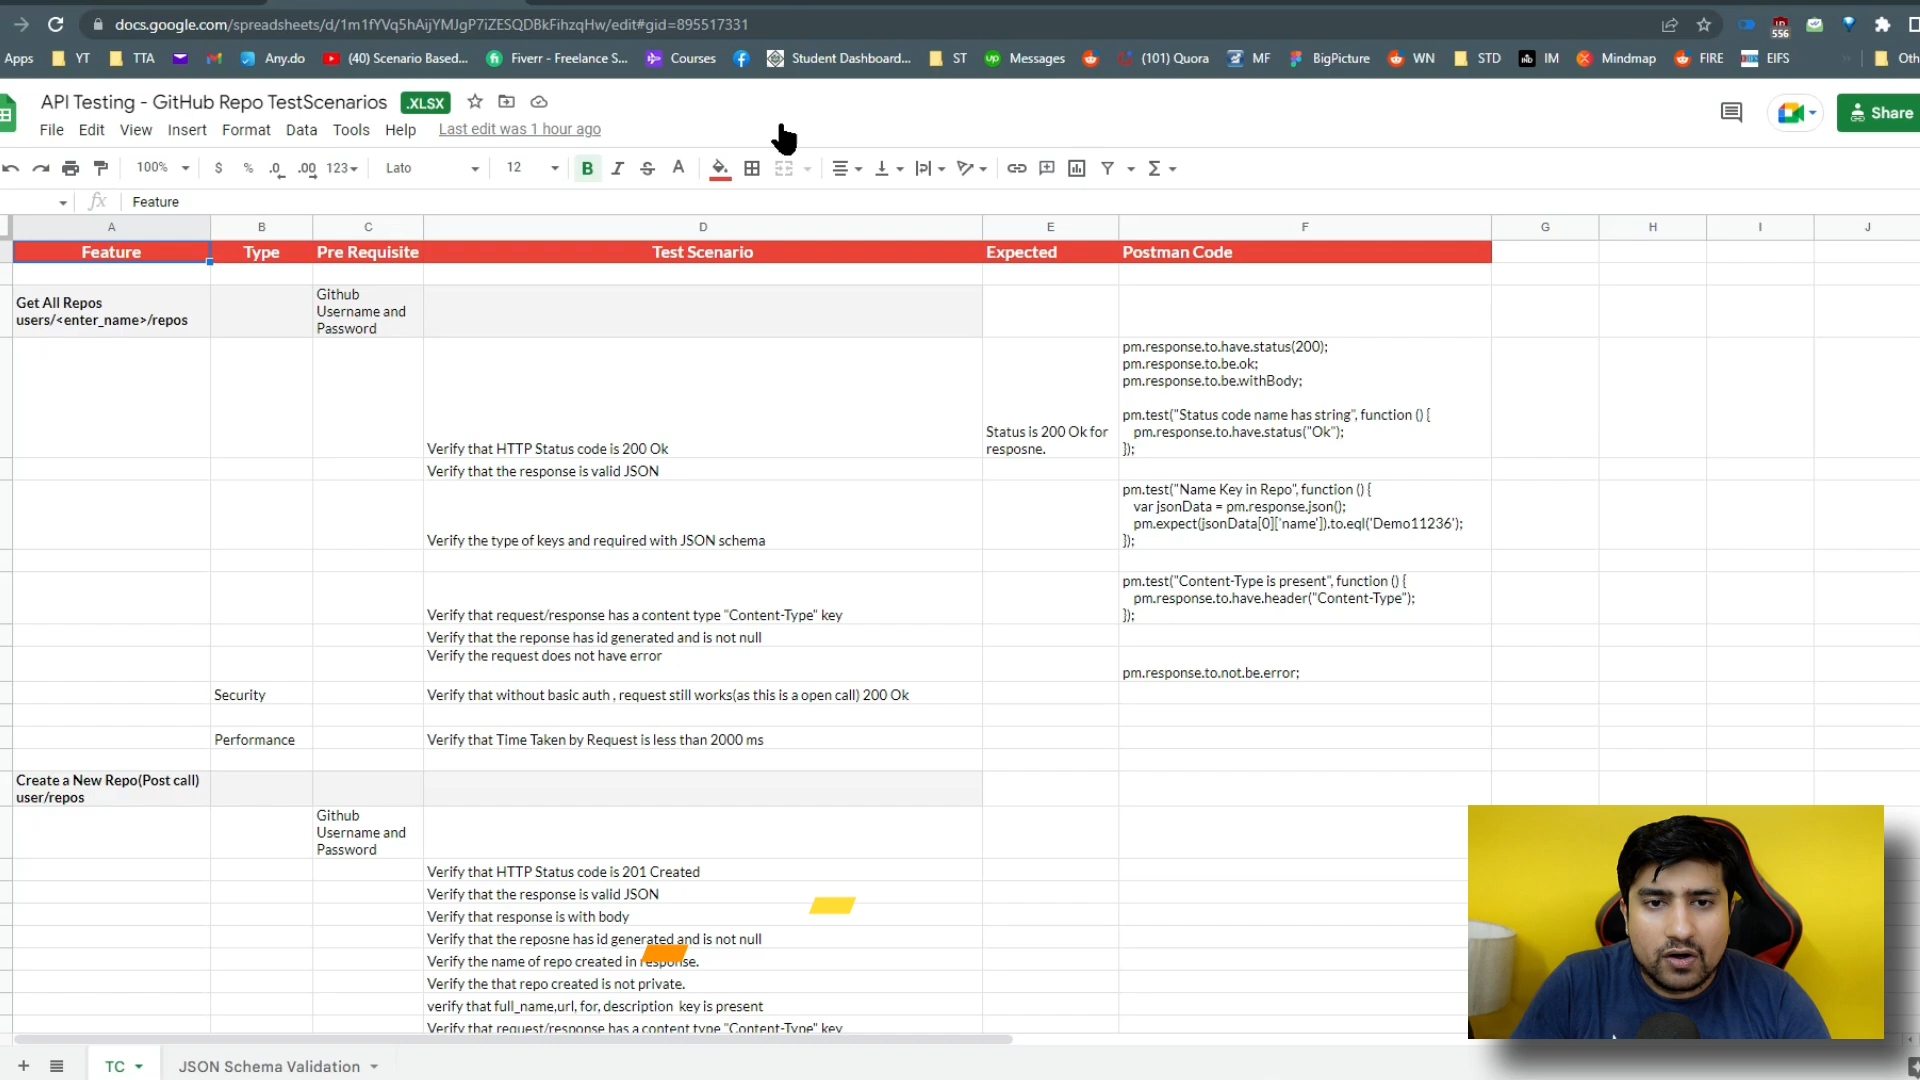 docs.google.com/spreadsheets/d/1m1fYVq5hAijYMJgP7iZESQDBkFihzqHw/edit#gid=895517331
556
Apps YT TTA Any.do (40) Scenario Based... Fiverr - Freelance S... Courses Student Dashboard... ST Messages (101) Quora MF BigPicture WN STD IM Mindmap FIRE EIFS Oth
API Testing - GitHub Repo TestScenarios .XLSX
Share
File Edit View Insert Format Data Tools Help Last edit was 1 hour ago
100% $ % .0 .00 123 Lato 12 B I S A
fx Feature
A B C D E F G H I J
Feature Type Pre Requisite Test Scenario Expected Postman Code
Get All Repos
users/<enter_name>/repos
Github
Username and
Password
pm.response.to.have.status(200);
pm.response.to.be.ok;
pm.response.to.be.withBody;
pm.test("Status code name has string", function () {
pm.response.to.have.status("Ok");
});
Status is 200 Ok for
resposne.
Verify that HTTP Status code is 200 Ok
Verify that the response is valid JSON
pm.test("Name Key in Repo", function () {
var jsonData = pm.response.json();
pm.expect(jsonData[0]['name']).to.eql('Demo11236');
});
Verify the type of keys and required with JSON schema
pm.test("Content-Type is present", function () {
pm.response.to.have.header("Content-Type");
});
Verify that request/response has a content type "Content-Type" key
Verify that the reponse has id generated and is not null
Verify the request does not have error
pm.response.to.not.be.error;
Security Verify that without basic auth , request still works(as this is a open call) 200 Ok
Performance Verify that Time Taken by Request is less than 2000 ms
Create a New Repo(Post call)
user/repos
Github
Username and
Password
Verify that HTTP Status code is 201 Created
Verify that the response is valid JSON
Verify that response is with body
Verify that the reposne has id generated and is not null
Verify the name of repo created in response.
Verify the that repo created is not private.
verify that full_name,url, for, description key is present
Verify that request/response has a content type "Content-Type" key
TC JSON Schema Validation